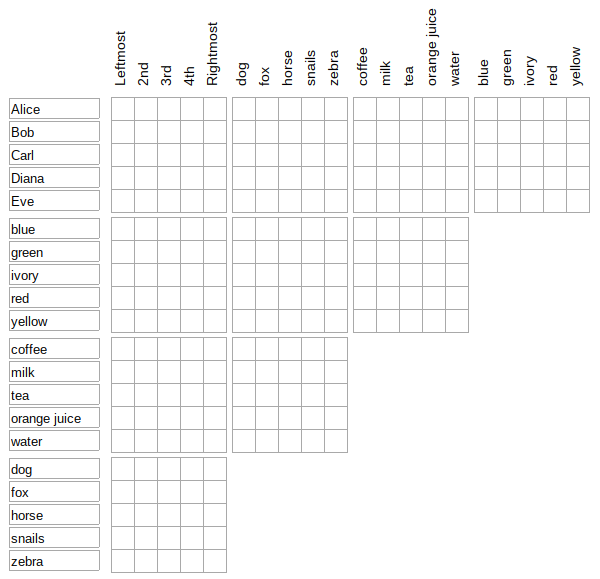 Leftmost
2nd
3rd
4th
Rightmost
dog
fox
horse
snails
zebra
coffee
milk
tea
orange juice
water
blue
green
ivory
red
yellow
Alice
Bob
Carl
Diana
Eve
blue
green
ivory
red
yellow
coffee
milk
tea
orange juice
water
dog
fox
horse
snails
zebra